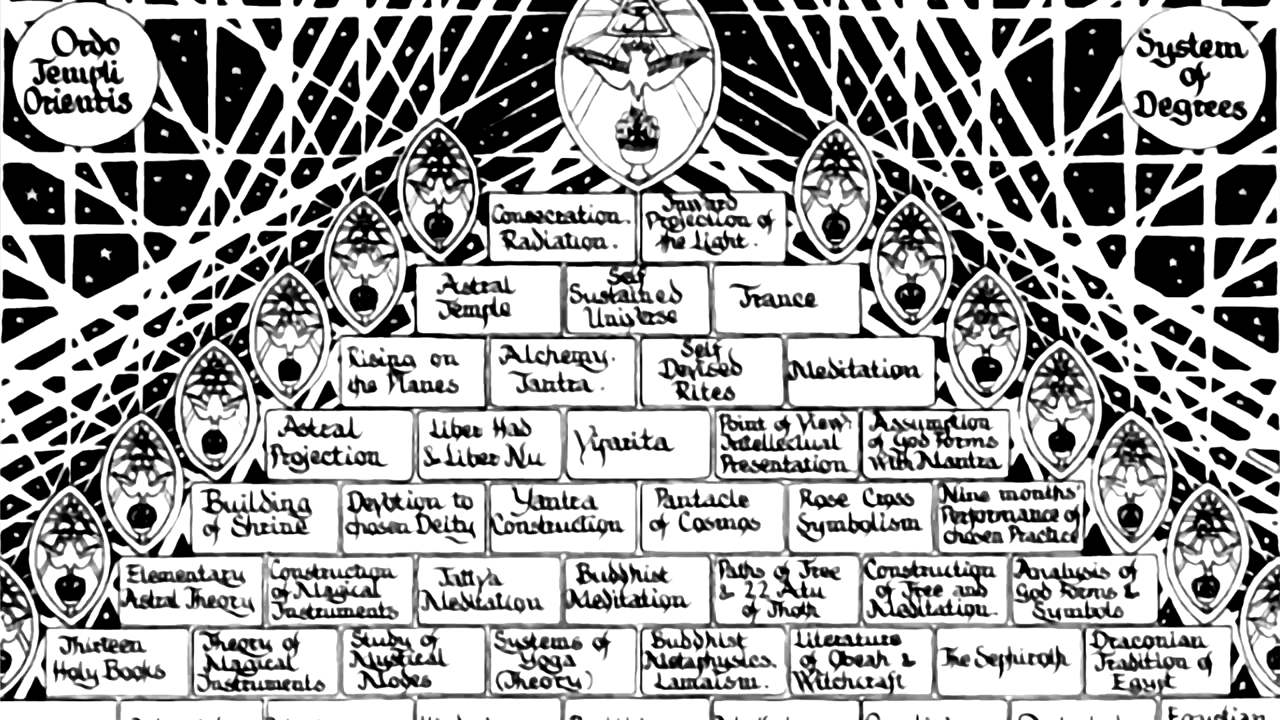 Ordo
Templi
Orientis
System
of
Degrees
Consecration.
Radiation.
Inward
Projection of
the Light.
Astral
Temple
Self
Sustained
Universe
Trance
Rising on
the Planes
Alchemy.
Tantra.
Self
Devised
Rites
Meditation
Astral
Projection
Liber Had
& Liber Nu
Viparita
Point of View:
Intellectual
Presentation
Assumption
of God Forms
with Mantra
Building
of Shrine
Devotion to
chosen Deity
Yantra
Construction
Pantacle
of Cosmos
Rose Cross
Symbolism
Nine months'
Performance of
chosen Practice
Elementary
Astral Theory
Construction
of Magical
Instruments
Tattva
Meditation
Buddhist
Meditation
Paths of Tree
& 22 Atu
of Thoth
Construction
of Tree and
Meditation.
Analysis of
God Forms &
Symbols
Thirteen
Holy Books
Theory of
Magical
Instruments
Study of
Mystical
Modes
Systems of
Yoga
(Theory)
Buddhist
Metaphysics.
Lamaism.
Literature
of Obeah &
Witchcraft
The Sephiroth
Draconian
Tradition of
Egypt
Egyptian